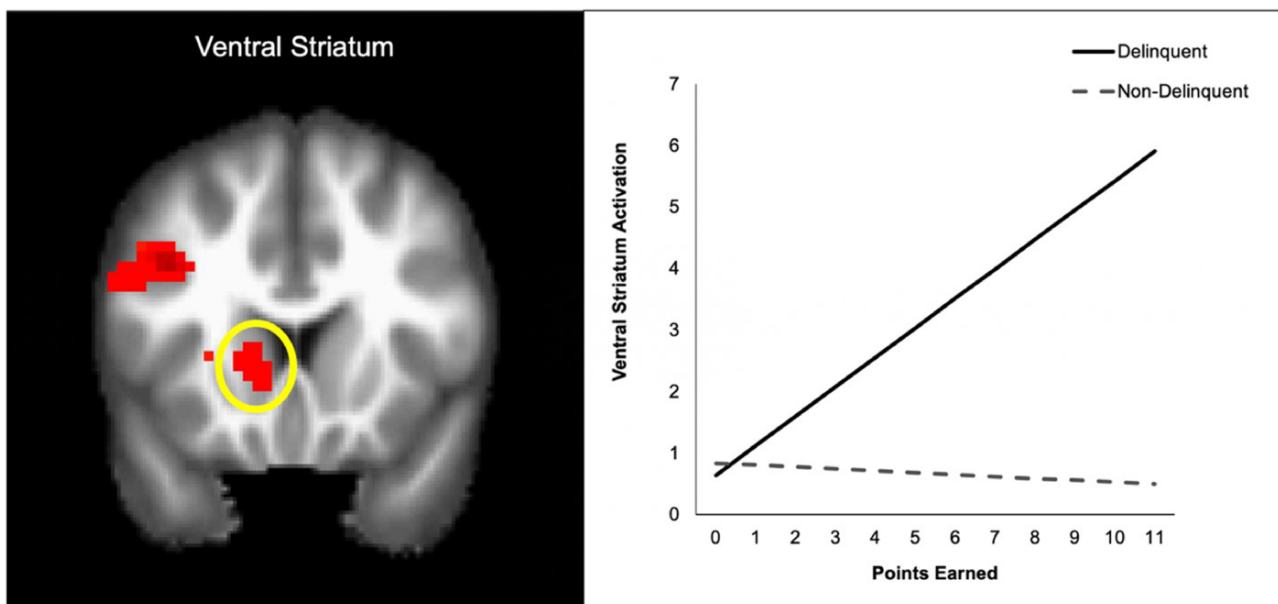 Ventral Striatum
Delinquent
Non-Delinquent
Ventral Striatum Activation
7
6
5
4
3
2
1
0
0 1 2 3 4 5 6 7 8 9 10 11
Points Earned